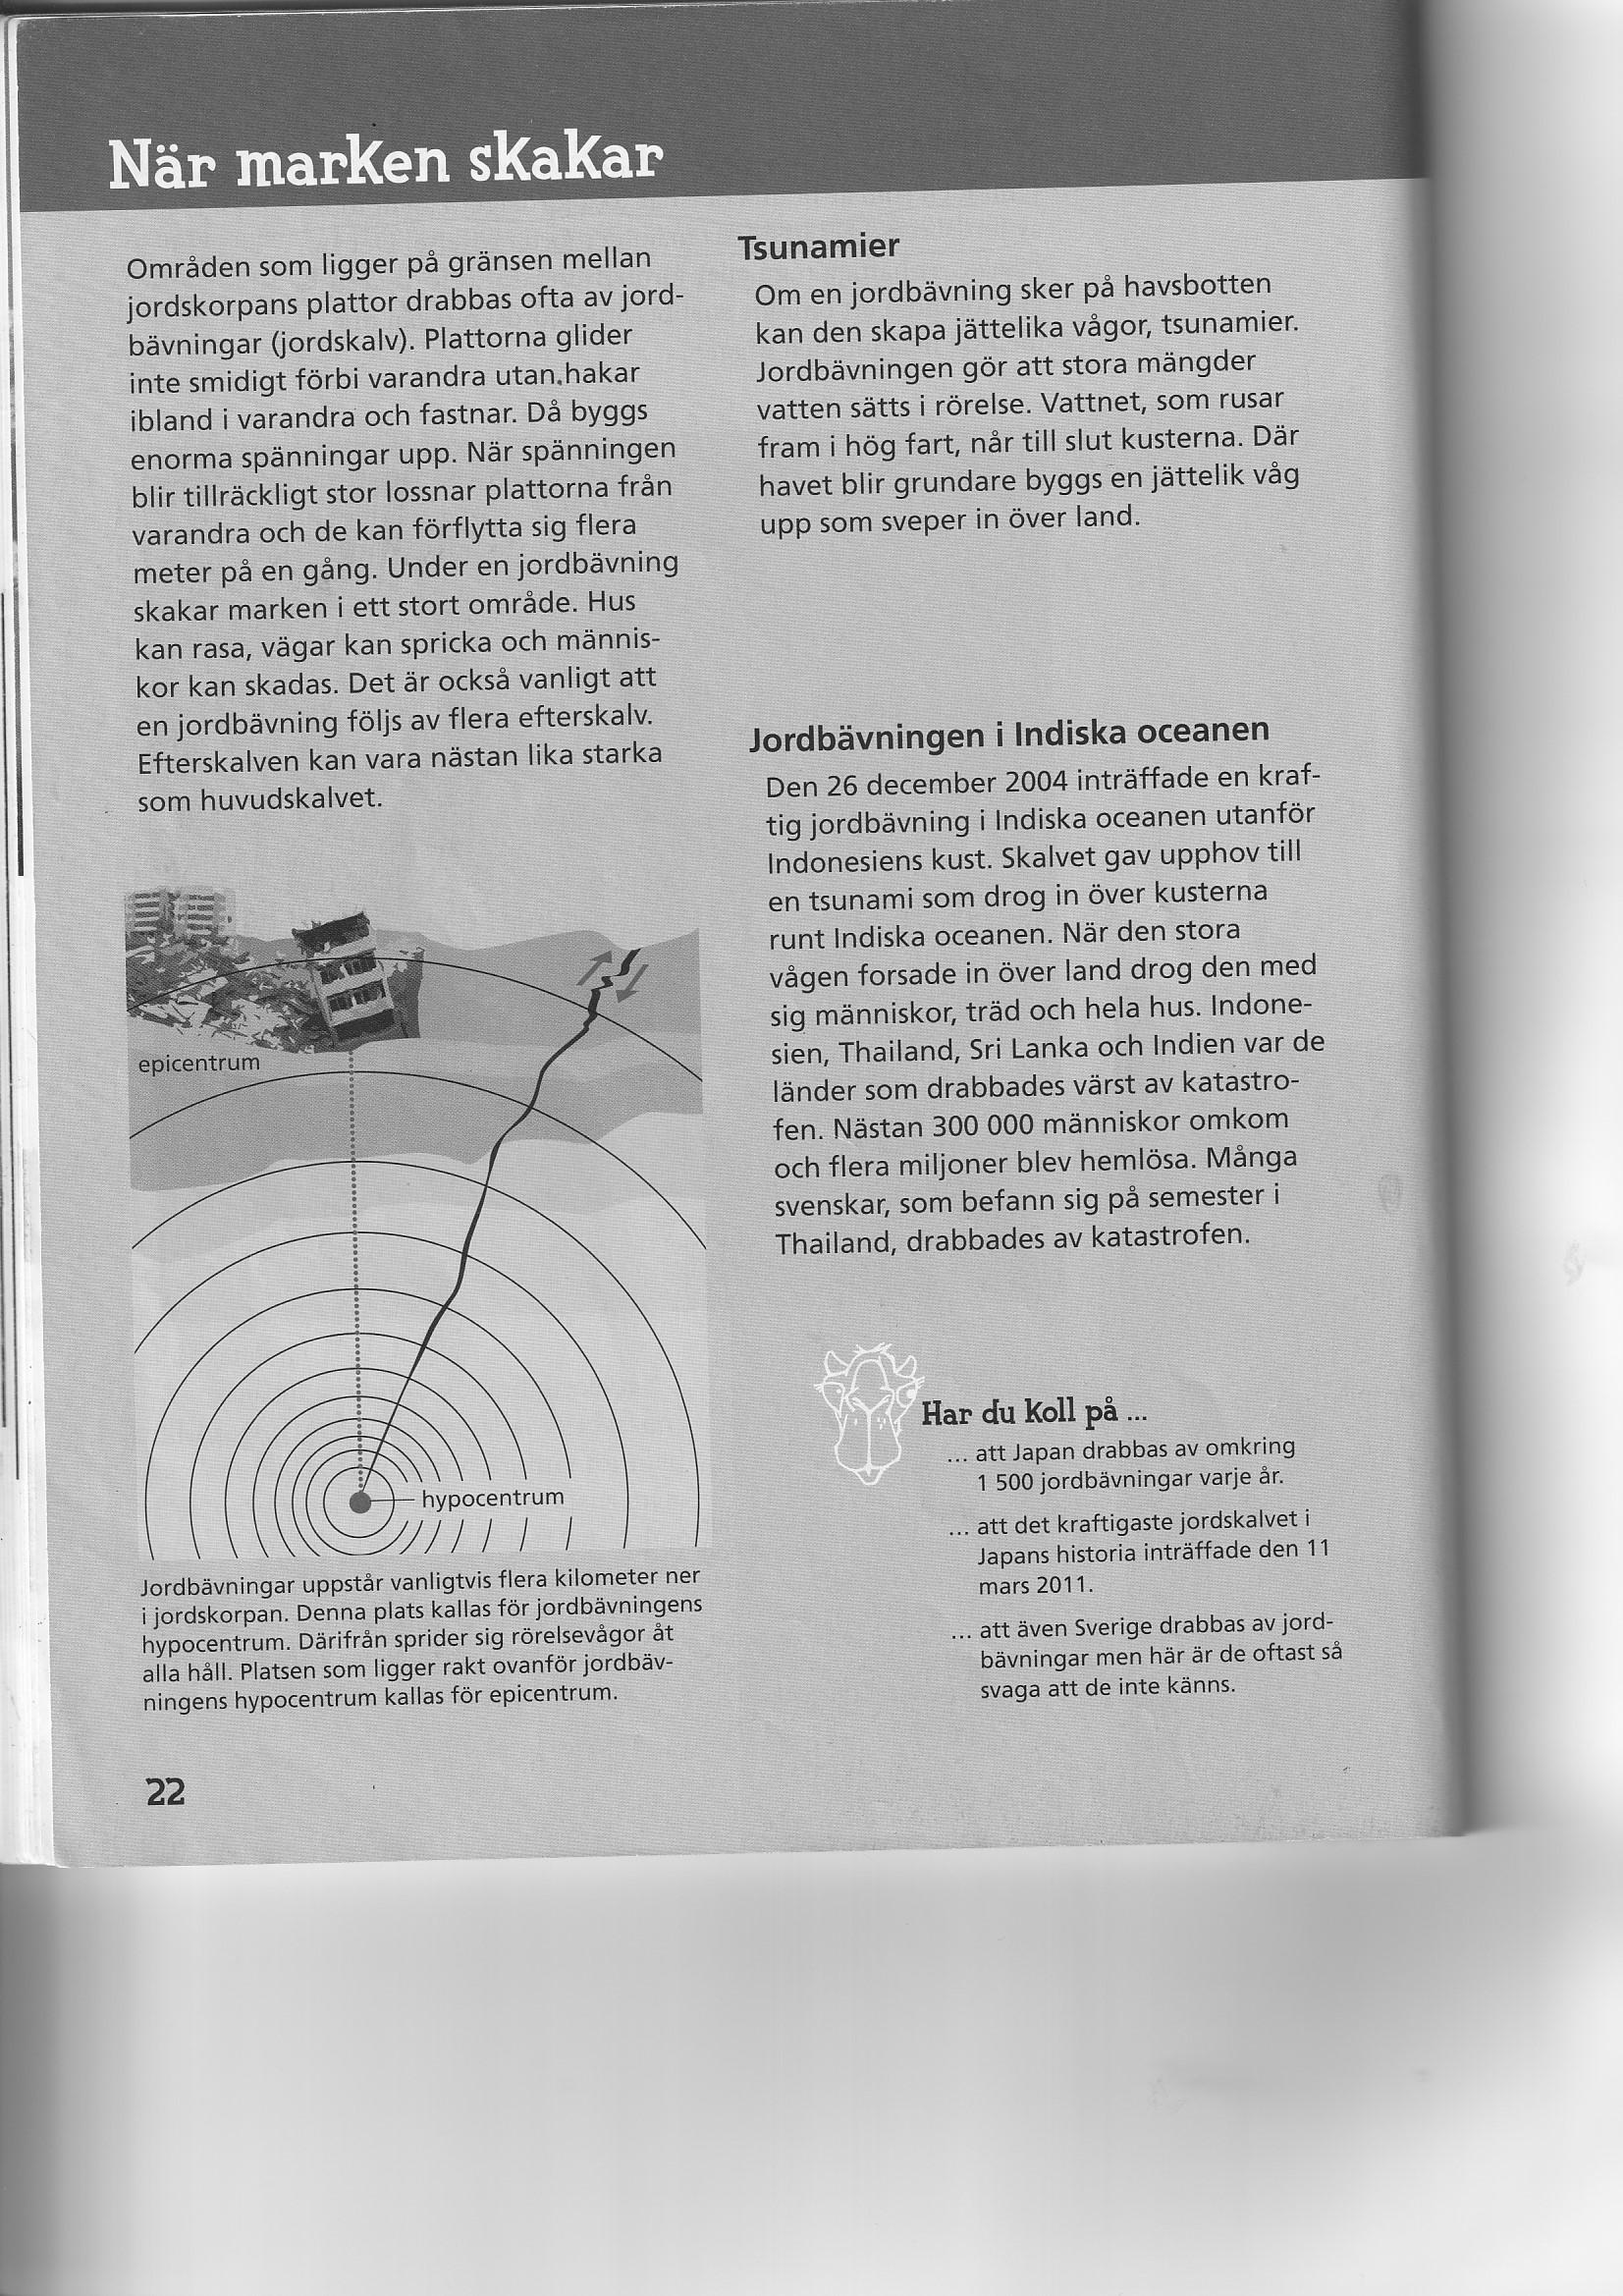 När marken skakar
Områden som ligger på gränsen mellan
jordskorpans plattor drabbas ofta av jord-
bävningar (jordskalv). Plattorna glider
inte smidigt förbi varandra utan hakar
ibland i varandra och fastnar. Då byggs
enorma spänningar upp. När spänningen
blir tillräckligt stor lossnar plattorna från
varandra och de kan förflytta sig flera
meter på en gång. Under en jordbävning
skakar marken i ett stort område. Hus
kan rasa, vägar kan spricka och männis-
kor kan skadas. Det är också vanligt att
en jordbävning följs av flera efterskalv.
Efterskalven kan vara nästan lika starka
som huvudskalvet.
epicentrum
hypocentrum
Jordbävningar uppstår vanligtvis flera kilometer ner
i jordskorpan. Denna plats kallas för jordbävningens
hypocentrum. Därifrån sprider sig rörelsevågor åt
alla håll. Platsen som ligger rakt ovanför jordbäv-
ningens hypocentrum kallas för epicentrum.
Tsunamier
Om en jordbävning sker på havsbotten
kan den skapa jättelika vågor, tsunamier.
Jordbävningen gör att stora mängder
vatten sätts i rörelse. Vattnet, som rusar
fram i hög fart, når till slut kusterna. Där
havet blir grundare byggs en jättelik våg
upp som sveper in över land.
Jordbävningen i Indiska oceanen
Den 26 december 2004 inträffade en kraf-
tig jordbävning i Indiska oceanen utanför
Indonesiens kust. Skalvet gav upphov till
en tsunami som drog in över kusterna
runt Indiska oceanen. När den stora
vågen forsade in över land drog den med
sig människor, träd och hela hus. Indone-
sien, Thailand, Sri Lanka och Indien var de
länder som drabbades värst av katastro-
fen. Nästan 300 000 människor omkom
och flera miljoner blev hemlösa. Många
svenskar, som befann sig på semester i
Thailand, drabbades av katastrofen.
Har du koll på ...
... att Japan drabbas av omkring
1 500 jordbävningar varje år.
... att det kraftigaste jordskalvet i
Japans historia inträffade den 11
mars 2011.
... att även Sverige drabbas av jord-
bävningar men här är de oftast så
svaga att de inte känns.
22